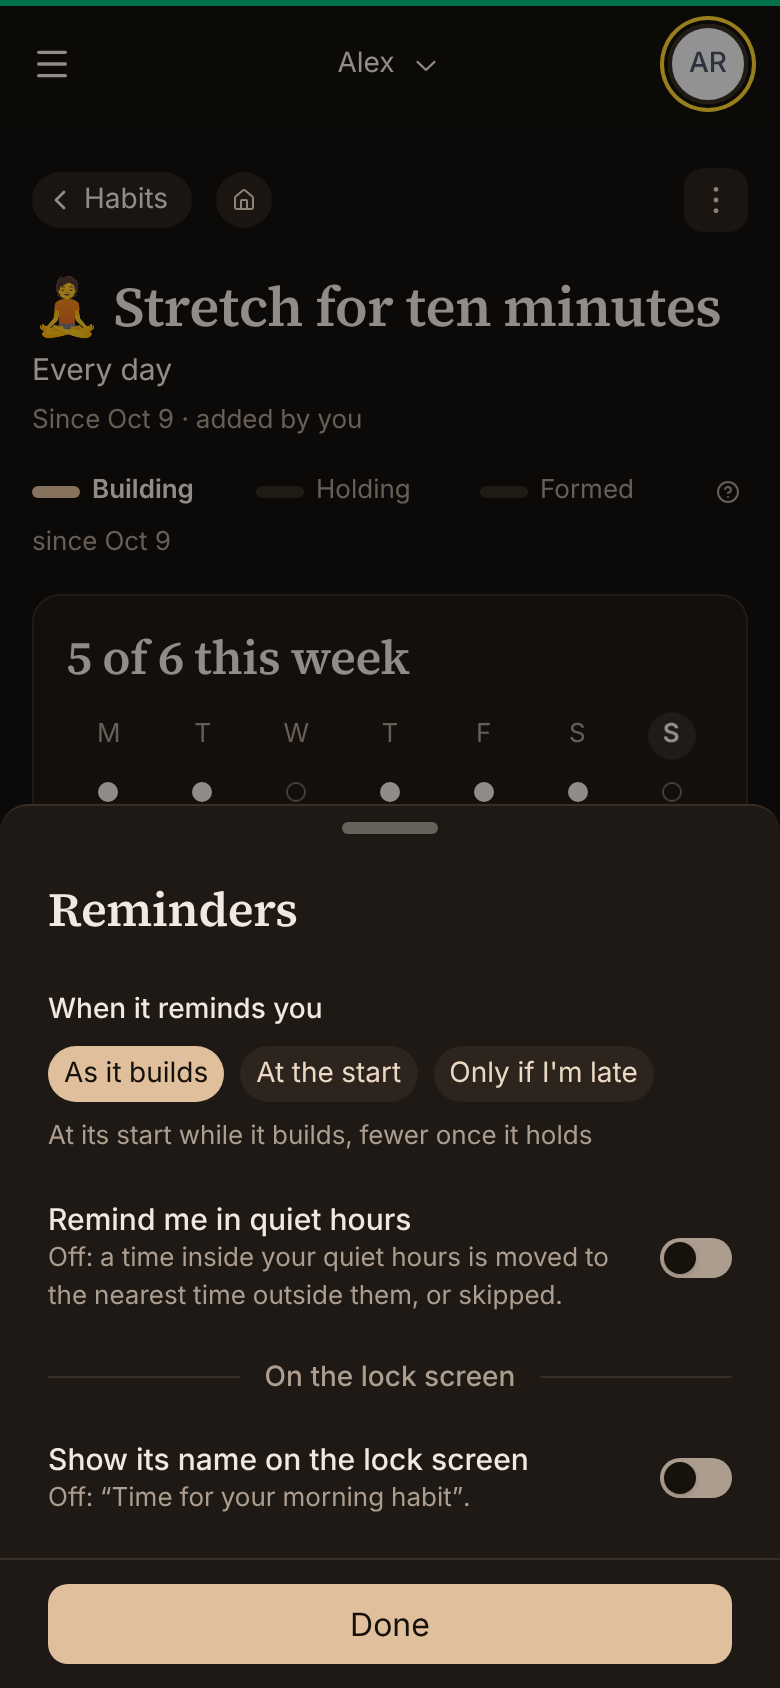 Alex
AR
Habits
Stretch for ten minutes
Every day
Since Oct 9 · added by you
Building
Holding
Formed
since Oct 9
5 of 6 this week
M T W T F S S
Reminders
When it reminds you
As it builds
At the start
Only if I'm late
At its start while it builds, fewer once it holds
Remind me in quiet hours
Off: a time inside your quiet hours is moved to
the nearest time outside them, or skipped.
On the lock screen
Show its name on the lock screen
Off: “Time for your morning habit”.
Done